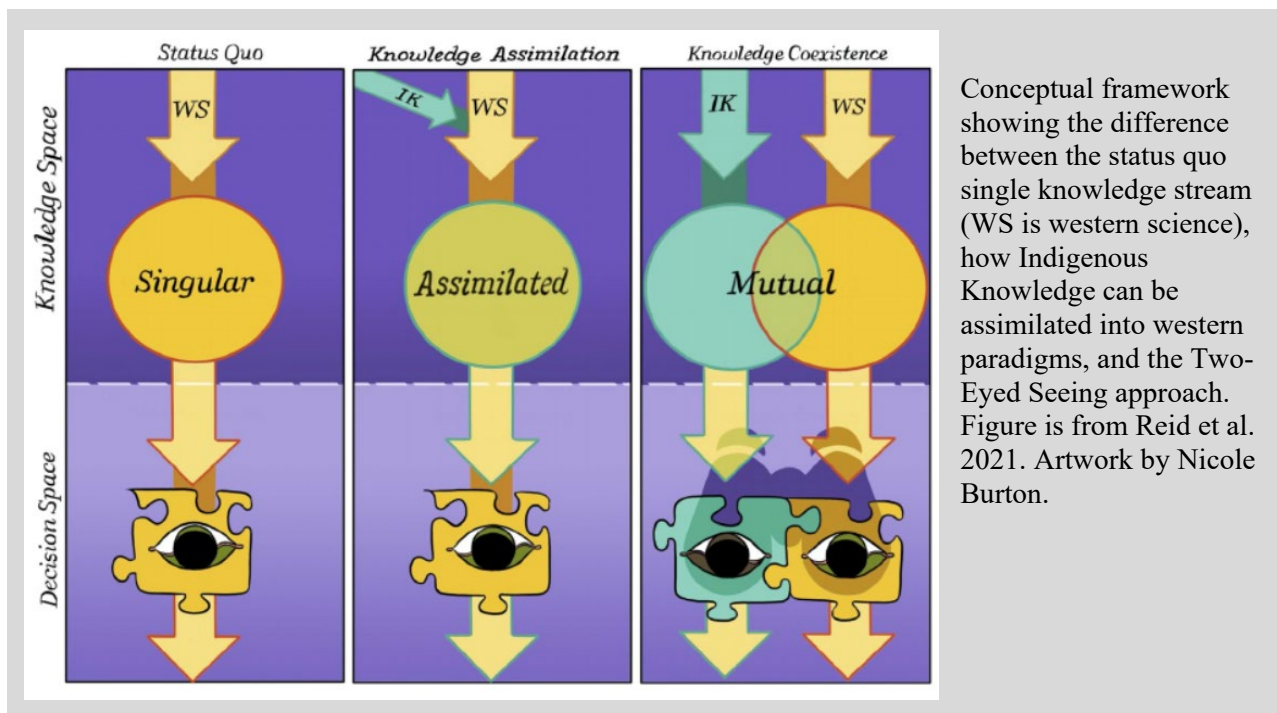 Status Quo
Knowledge Assimilation
Knowledge Coexistence
Knowledge Space
WS
IK
WS
IK
WS
Singular
Assimilated
Mutual
Decision Space
Conceptual framework
showing the difference
between the status quo
single knowledge stream
(WS is western science),
how Indigenous
Knowledge can be
assimilated into western
paradigms, and the Two-
Eyed Seeing approach.
Figure is from Reid et al.
2021. Artwork by Nicole
Burton.